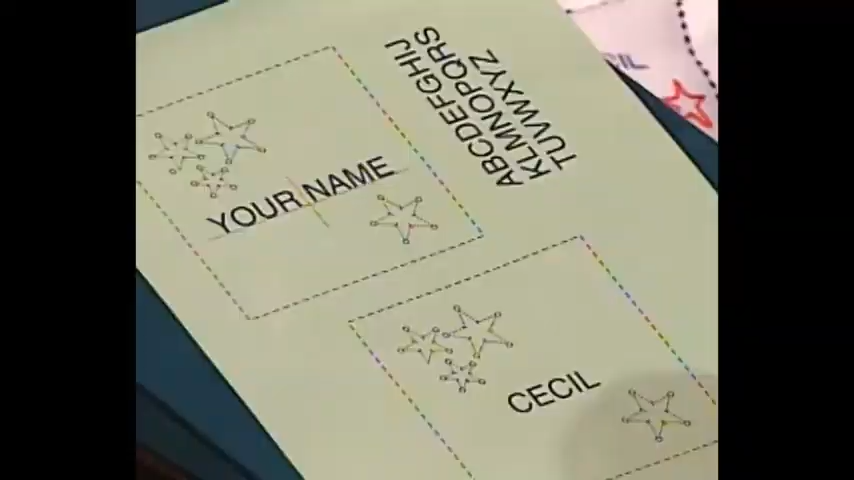 ABCDEFGHIJ
KLMNOPQRS
TUVWXYZ
YOUR NAME
CECIL